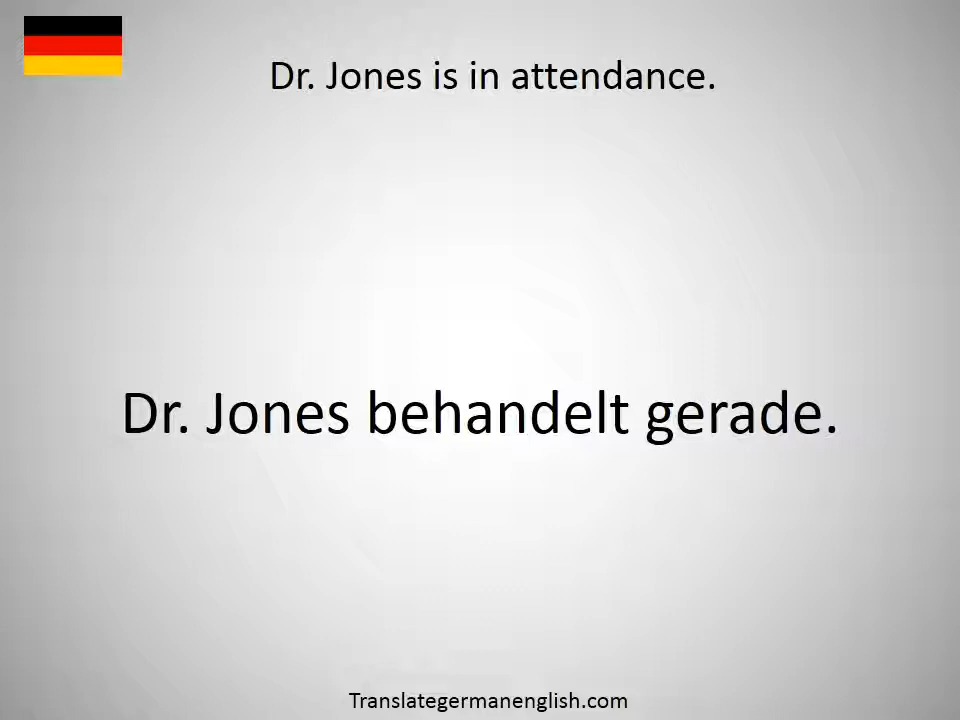 Dr. Jones is in attendance.
Dr. Jones behandelt gerade.
Translategermanenglish.com